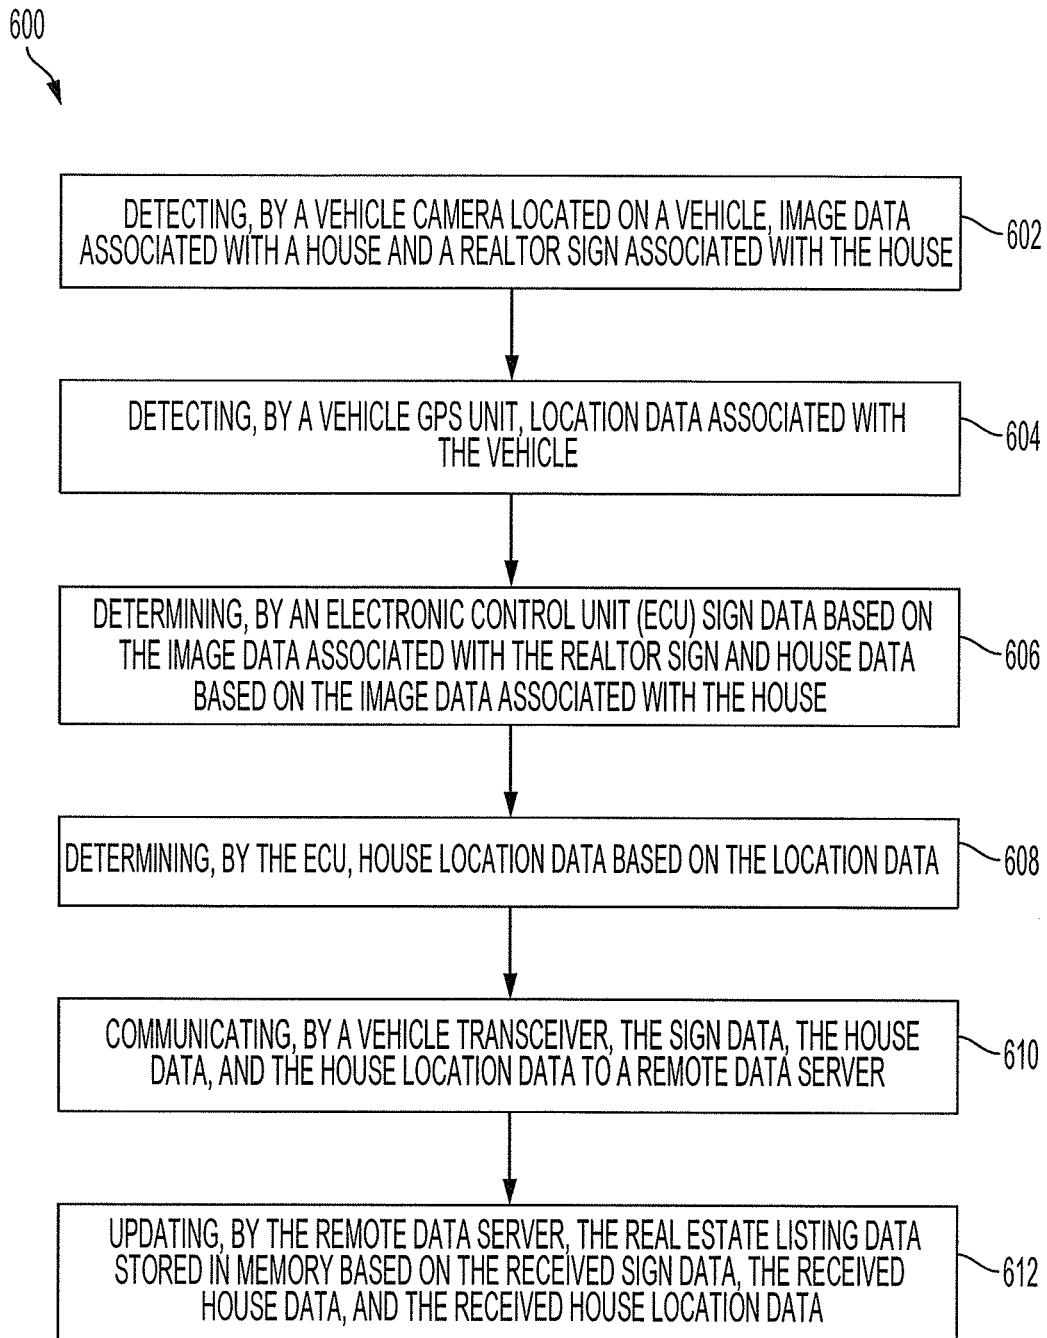 600
DETECTING, BY A VEHICLE CAMERA LOCATED ON A VEHICLE, IMAGE DATA
ASSOCIATED WITH A HOUSE AND A REALTOR SIGN ASSOCIATED WITH THE HOUSE
602
DETECTING, BY A VEHICLE GPS UNIT, LOCATION DATA ASSOCIATED WITH
THE VEHICLE
604
DETERMINING, BY AN ELECTRONIC CONTROL UNIT (ECU) SIGN DATA BASED ON
THE IMAGE DATA ASSOCIATED WITH THE REALTOR SIGN AND HOUSE DATA
BASED ON THE IMAGE DATA ASSOCIATED WITH THE HOUSE
606
DETERMINING, BY THE ECU, HOUSE LOCATION DATA BASED ON THE LOCATION DATA
608
COMMUNICATING, BY A VEHICLE TRANSCEIVER, THE SIGN DATA, THE HOUSE
DATA, AND THE HOUSE LOCATION DATA TO A REMOTE DATA SERVER
610
UPDATING, BY THE REMOTE DATA SERVER, THE REAL ESTATE LISTING DATA
STORED IN MEMORY BASED ON THE RECEIVED SIGN DATA, THE RECEIVED
HOUSE DATA, AND THE RECEIVED HOUSE LOCATION DATA
612